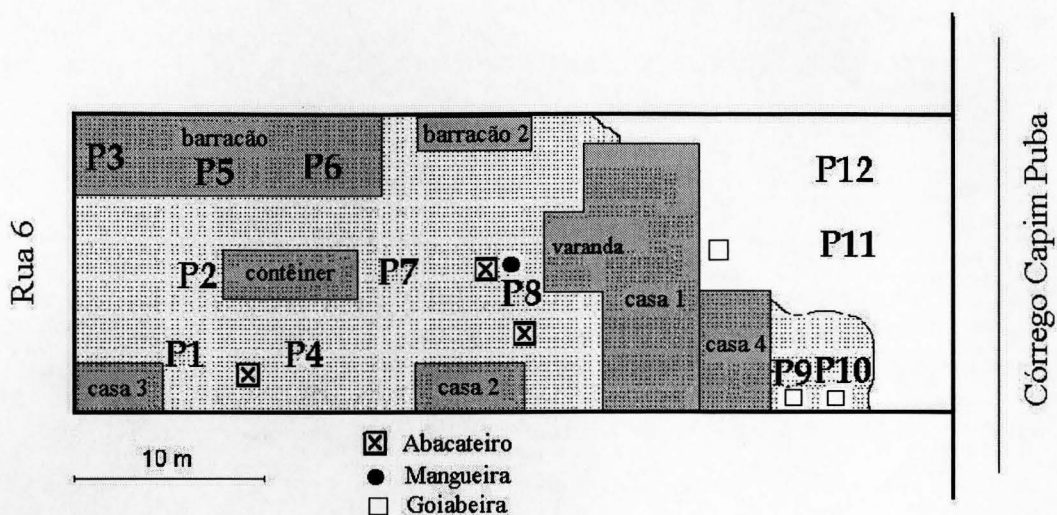 barracão
barracão 2
P3
P5
P6
P12
Rua 6
P2
contêiner
P7
varanda
P8
casa 1
P11
P1
P4
casa 4
casa 3
casa 2
P9
P10
Córrego Capim Puba
10 m
Abacateiro
Mangueira
Goiabeira